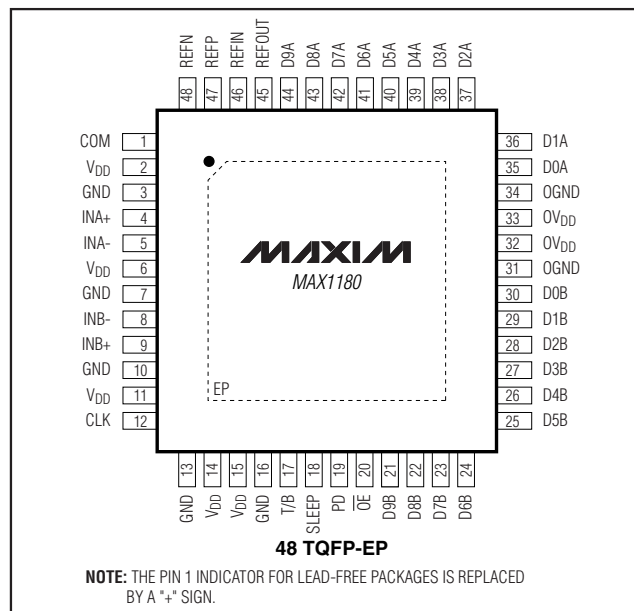 REFN REFP REFIN REFOUT D9A D8A D7A D6A D5A D4A D3A D2A
48 47 46 45 44 43 42 41 40 39 38 37
COM 1 36 D1A
VDD 2 35 D0A
GND 3 34 OGND
INA+ 4 33 OVDD
INA- 5 32 OVDD
VDD 6 31 OGND
GND 7 30 D0B
INB- 8 29 D1B
INB+ 9 28 D2B
GND 10 27 D3B
VDD 11 26 D4B
CLK 12 25 D5B
MAXIM
MAX1180
EP
13 14 15 16 17 18 19 20 21 22 23 24
GND VDD VDD GND T/B SLEEP PD OE D9B D8B D7B D6B
48 TQFP-EP
NOTE: THE PIN 1 INDICATOR FOR LEAD-FREE PACKAGES IS REPLACED
BY A "+" SIGN.